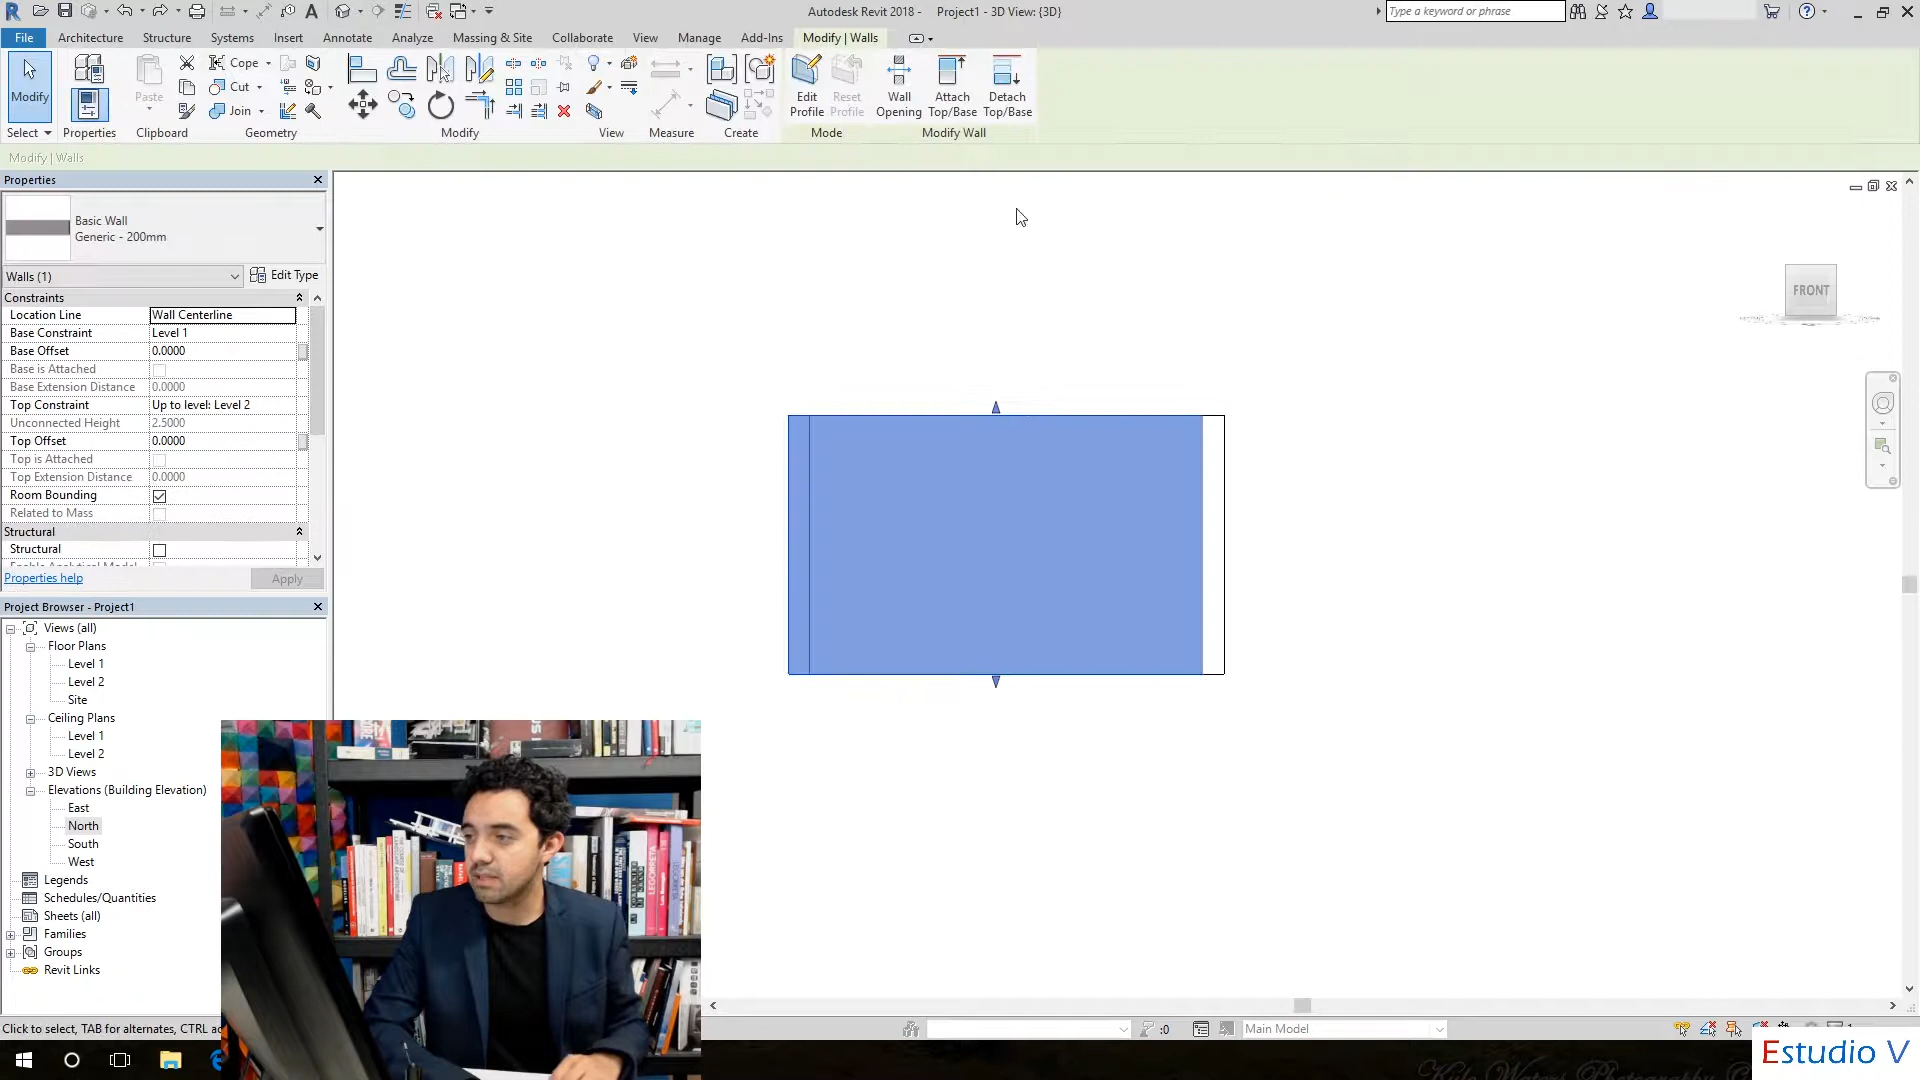 Autodesk Revit 2018 -    Project1 - 3D View: {3D}
Type a keyword or phrase
File Architecture Structure Systems Insert Annotate Analyze Massing & Site Collaborate View Manage Add-Ins Modify | Walls
Modify
Select
Properties
Paste
Clipboard
Cope
Cut
Join
Geometry
Modify
View
Measure
Create
Edit
Profile
Reset
Profile
Mode
Wall
Opening
Attach
Top/Base
Detach
Top/Base
Modify Wall
Modify | Walls
Properties
Basic Wall
Generic - 200mm
Walls (1)
Edit Type
Constraints
Location Line Wall Centerline
Base Constraint Level 1
Base Offset 0.0000
Base is Attached
Base Extension Distance 0.0000
Top Constraint Up to level: Level 2
Unconnected Height 2.5000
Top Offset 0.0000
Top is Attached
Top Extension Distance 0.0000
Room Bounding
Related to Mass
Structural
Structural
Properties help
Apply
Project Browser - Project1
Views (all)
Floor Plans
Level 1
Level 2
Site
Ceiling Plans
Level 1
Level 2
3D Views
Elevations (Building Elevation)
East
North
South
West
Legends
Schedules/Quantities
Sheets (all)
Families
Groups
Revit Links
FRONT
LEGORRETA
Click to select, TAB for alternates, CTRL
:0
Main Model
Estudio V